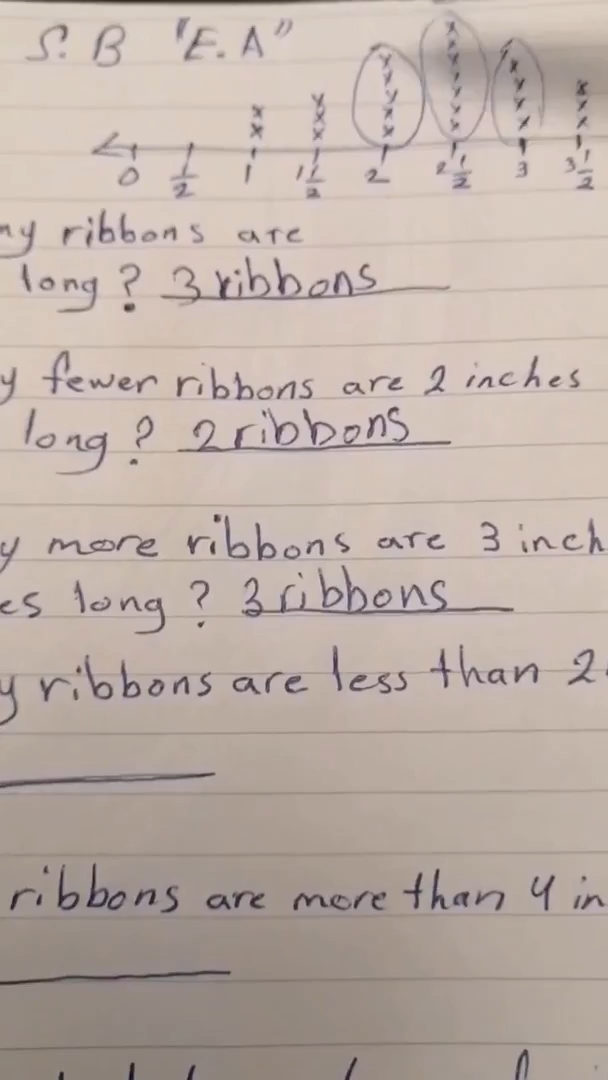 S. B "E. A"
0 1/2 1 1 1/2 2 2 1/2 3 3 1/2
ny ribbons are
long? 3 ribbons
y fewer ribbons are 2 inches
long? 2 ribbons
y more ribbons are 3 inch
es long? 3 ribbons
y ribbons are less than 2
ribbons are more than 4 in